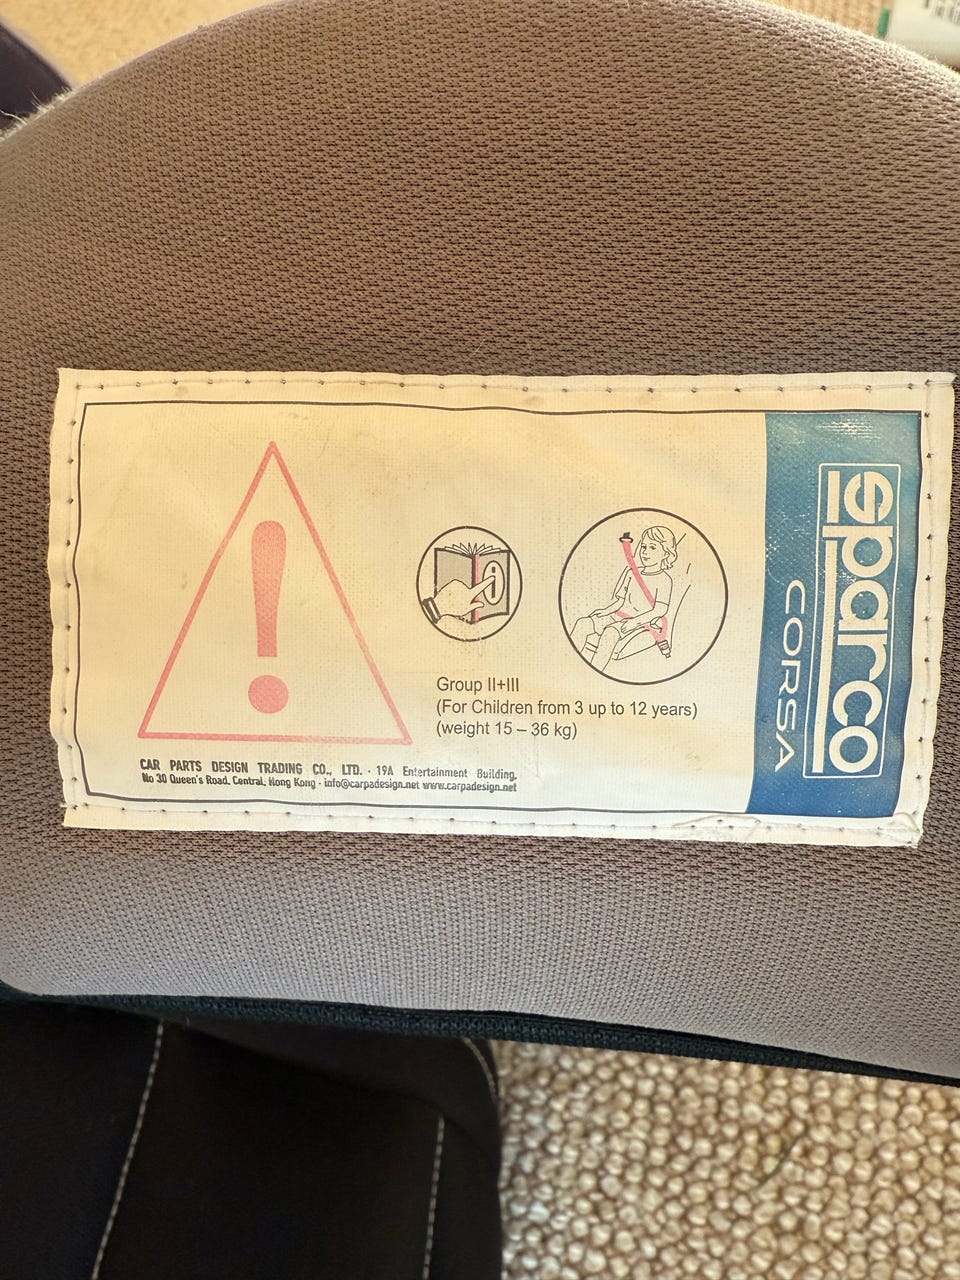 Group II+III
(For Children from 3 up to 12 years)
(weight 15 – 36 kg)
CAR PARTS DESIGN TRADING CO., LTD. · 19A Entertainment Building,
No 30 Queen's Road, Central, Hong Kong · info@carpadesign.net www.carpadesign.net
sparco
CORSA